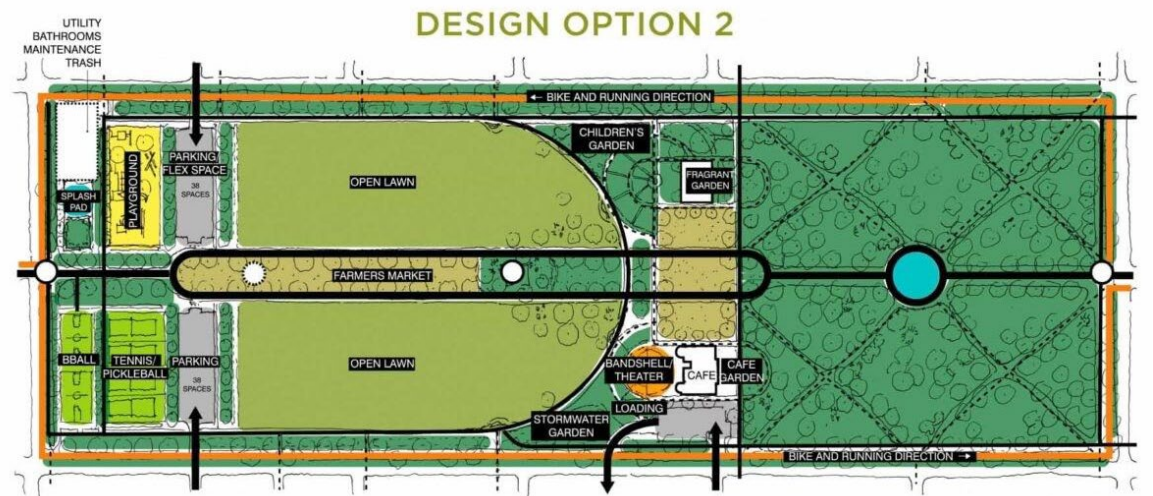 DESIGN OPTION 2
UTILITY
BATHROOMS
MAINTENANCE
TRASH
← BIKE AND RUNNING DIRECTION
CHILDREN'S
GARDEN
PARKING/
FLEX SPACE
38
SPACES
PLAYGROUND
SPLASH
PAD
OPEN LAWN
FRAGRANT
GARDEN
FARMERS MARKET
BBALL
TENNIS/
PICKLEBALL
PARKING
38
SPACES
OPEN LAWN
BANDSHELL/
THEATER
CAFE
CAFE
GARDEN
LOADING
STORMWATER
GARDEN
BIKE AND RUNNING DIRECTION →